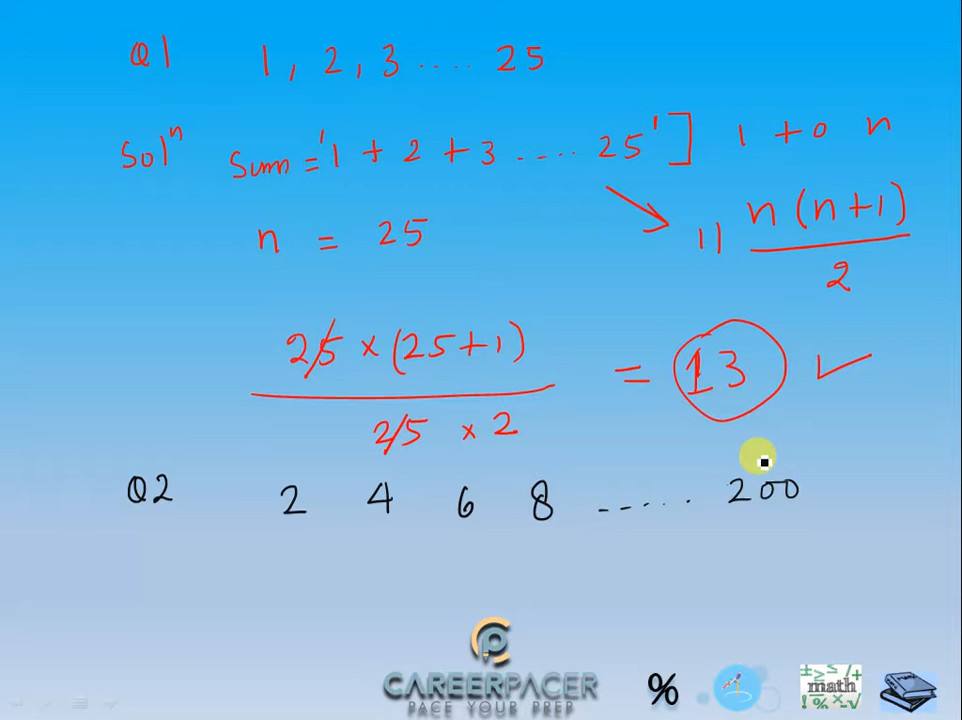 Q1 1, 2, 3 .... 25
Solⁿ Sum = '1 + 2 + 3 .... 25' ] 1 to n
n = 25
n (n+1)
2
25 × (25+1)
25 × 2
= 13 ✓
Q2 2 4 6 8 ..... 200
CAREERPACER
PACE YOUR PREP
%
math